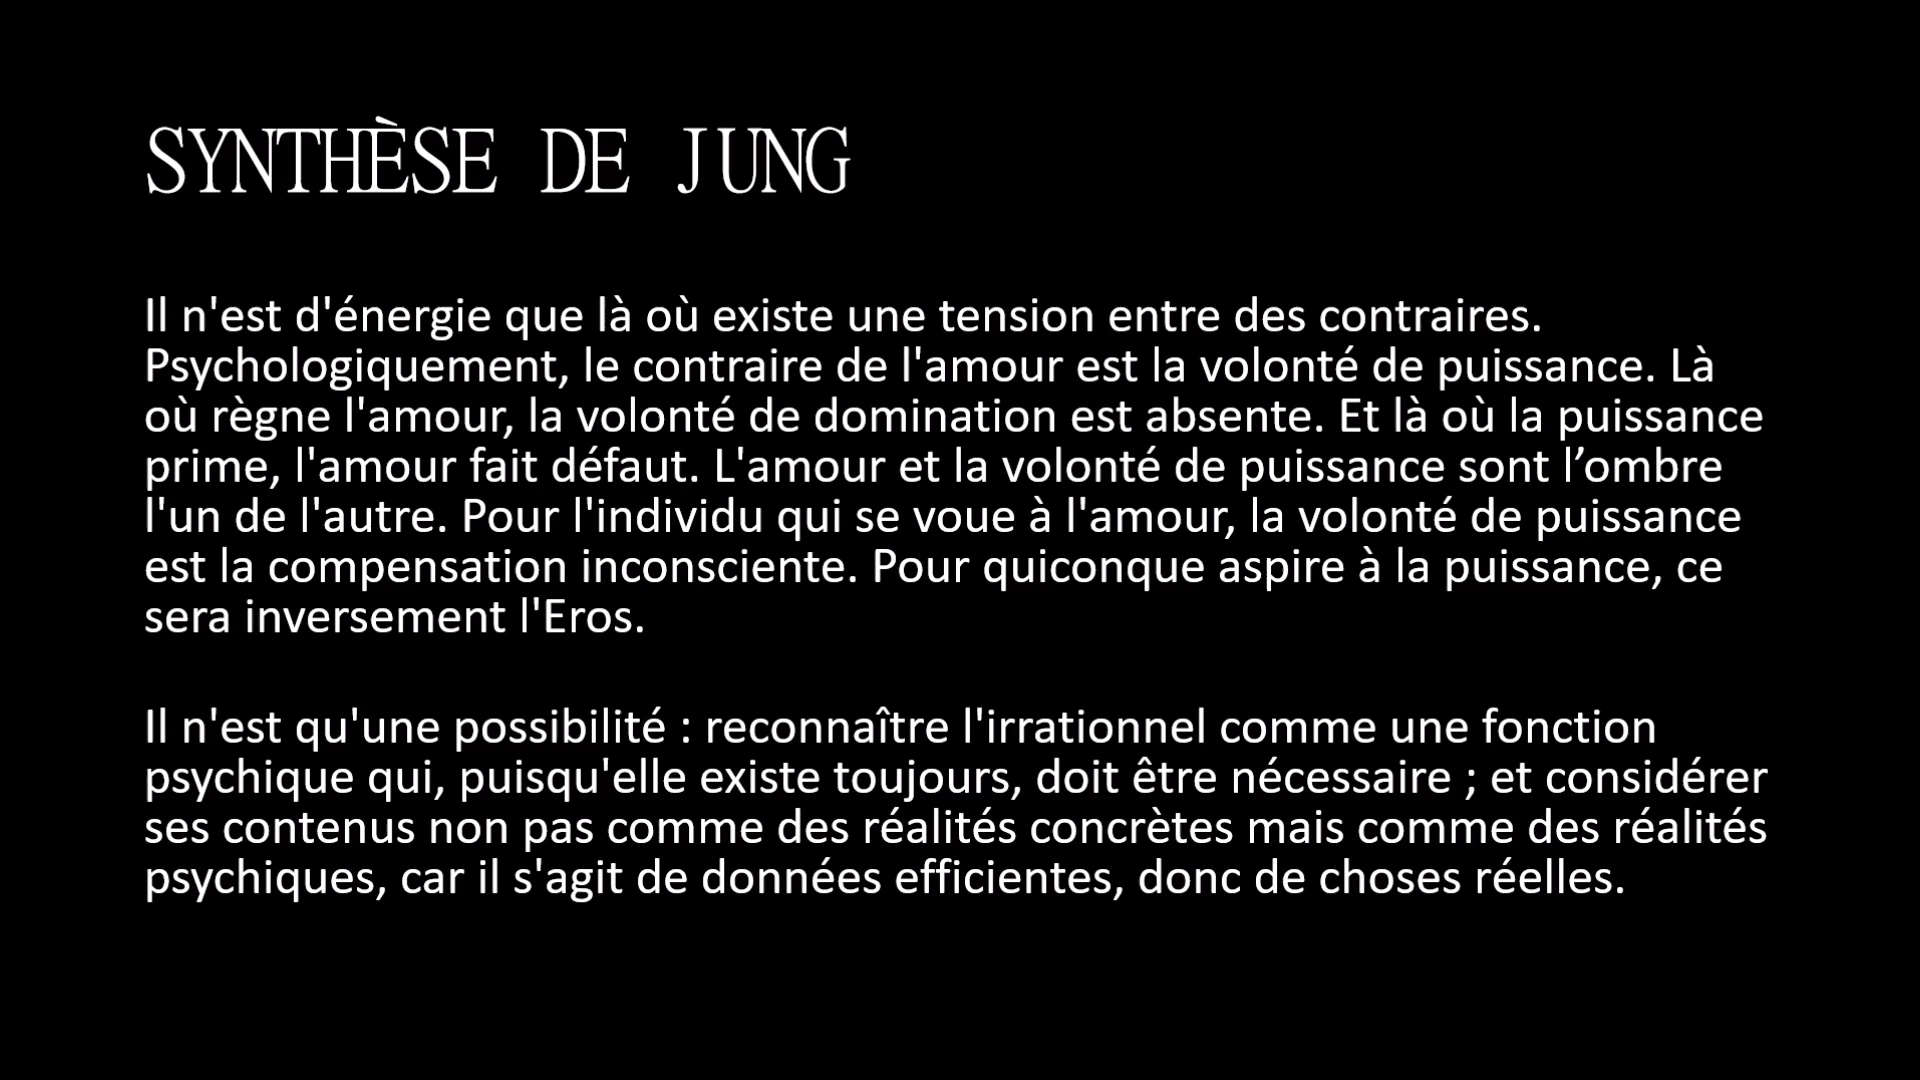 SYNTHÈSE DE JUNG
Il n'est d'énergie que là où existe une tension entre des contraires.
Psychologiquement, le contraire de l'amour est la volonté de puissance. Là
où règne l'amour, la volonté de domination est absente. Et là où la puissance
prime, l'amour fait défaut. L'amour et la volonté de puissance sont l’ombre
l'un de l'autre. Pour l'individu qui se voue à l'amour, la volonté de puissance
est la compensation inconsciente. Pour quiconque aspire à la puissance, ce
sera inversement l'Eros.
Il n'est qu'une possibilité : reconnaître l'irrationnel comme une fonction
psychique qui, puisqu'elle existe toujours, doit être nécessaire ; et considérer
ses contenus non pas comme des réalités concrètes mais comme des réalités
psychiques, car il s'agit de données efficientes, donc de choses réelles.